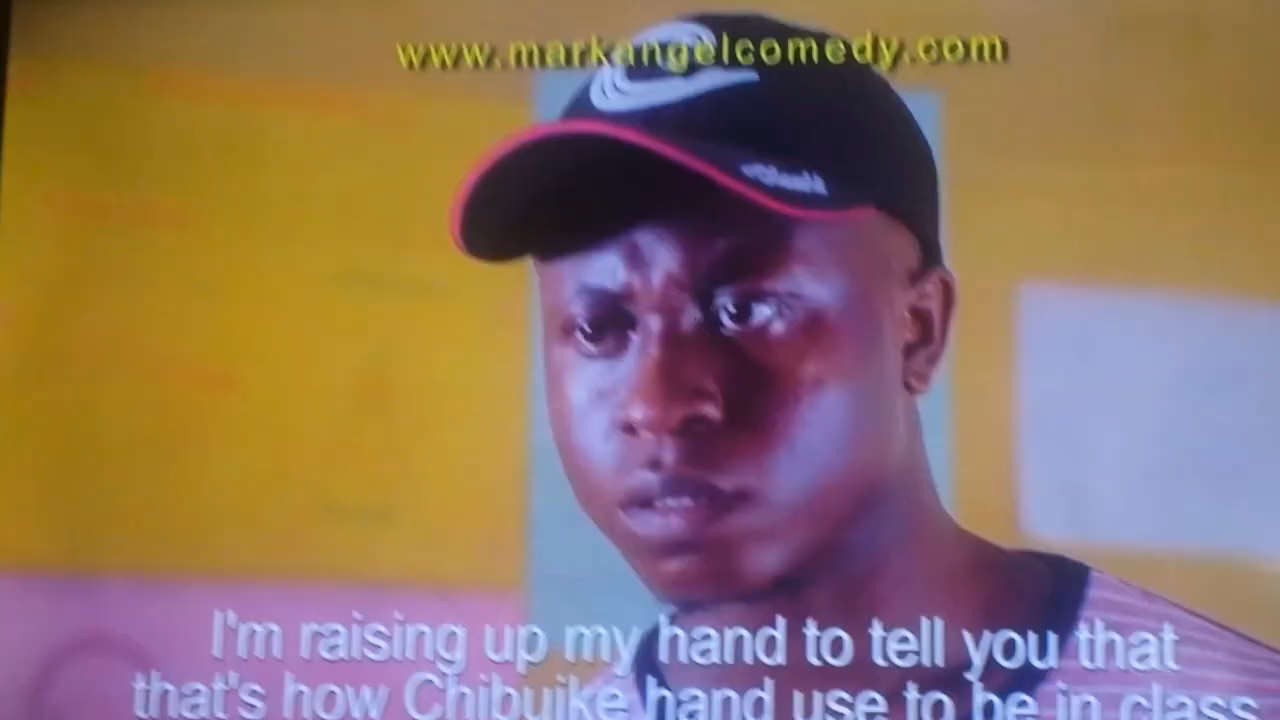 www.markangelcomedy.com
I'm raising up my hand to tell you that
that's how Chibuike hand use to be in class